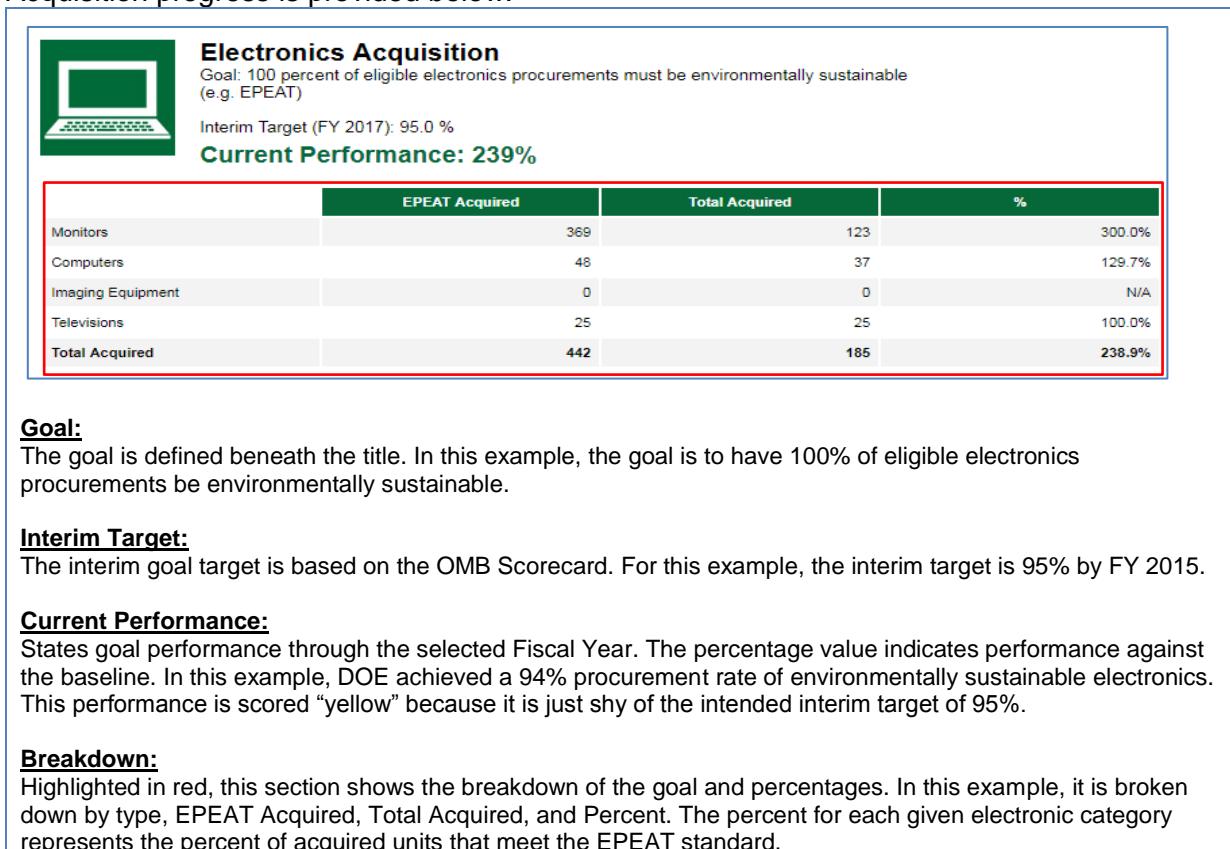 Acquisition progress is provided below.
Electronics Acquisition
Goal: 100 percent of eligible electronics procurements must be environmentally sustainable
(e.g. EPEAT)
Interim Target (FY 2017): 95.0 %
Current Performance: 239%
EPEAT Acquired Total Acquired %
Monitors 369 123 300.0%
Computers 48 37 129.7%
Imaging Equipment 0 0 N/A
Televisions 25 25 100.0%
Total Acquired 442 185 238.9%
Goal:
The goal is defined beneath the title. In this example, the goal is to have 100% of eligible electronics
procurements be environmentally sustainable.
Interim Target:
The interim goal target is based on the OMB Scorecard. For this example, the interim target is 95% by FY 2015.
Current Performance:
States goal performance through the selected Fiscal Year. The percentage value indicates performance against
the baseline. In this example, DOE achieved a 94% procurement rate of environmentally sustainable electronics.
This performance is scored “yellow” because it is just shy of the intended interim target of 95%.
Breakdown:
Highlighted in red, this section shows the breakdown of the goal and percentages. In this example, it is broken
down by type, EPEAT Acquired, Total Acquired, and Percent. The percent for each given electronic category
represents the percent of acquired units that meet the EPEAT standard.